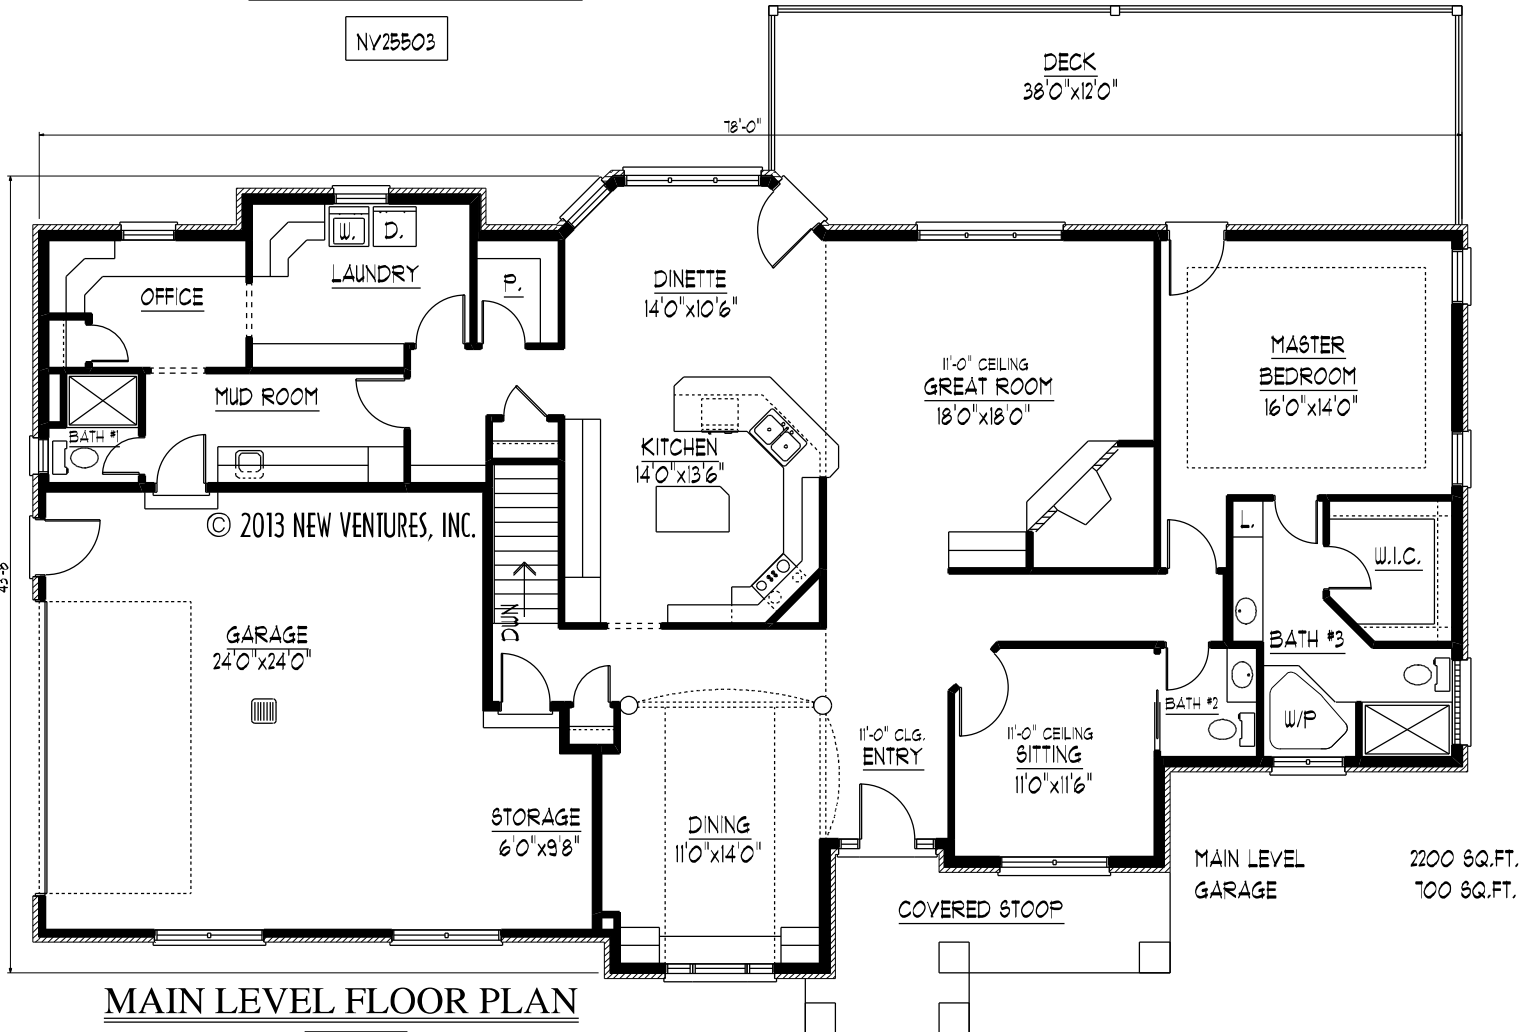 NV25503
DECK
38'0"x12'0"
78'-0"
W.
D.
LAUNDRY
P.
OFFICE
DINETTE
14'0"x10'6"
11'-0" CEILING
GREAT ROOM
18'0"x18'0"
MASTER
BEDROOM
16'0"x14'0"
MUD ROOM
BATH #1
KITCHEN
14'0"x13'6"
© 2013 NEW VENTURES, INC.
L.
W.I.C.
DN
GARAGE
24'0"x24'0"
BATH #3
BATH #2
W/P
11'-0" CLG.
ENTRY
11'-0" CEILING
SITTING
11'0"x11'6"
STORAGE
6'0"x9'8"
DINING
11'0"x14'0"
MAIN LEVEL 2200 SQ.FT.
GARAGE 700 SQ.FT.
COVERED STOOP
MAIN LEVEL FLOOR PLAN